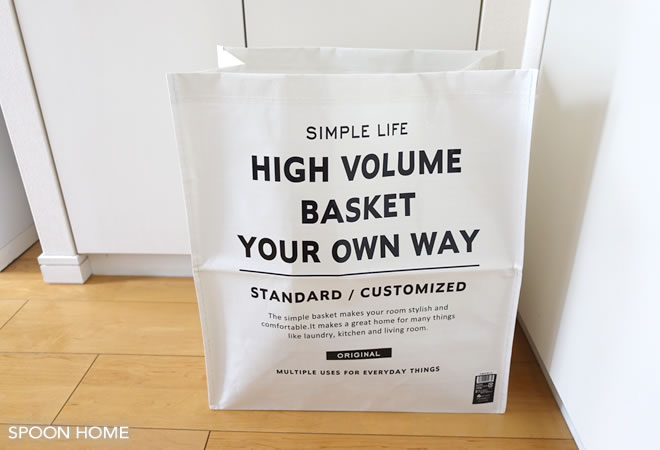 SIMPLE LIFE
HIGH VOLUME
BASKET
YOUR OWN WAY
STANDARD / CUSTOMIZED
The simple basket makes your room stylish and
comfortable.It makes a great home for many things
like laundry, kitchen and living room.
ORIGINAL
MULTIPLE USES FOR EVERYDAY THINGS
SPOON HOME